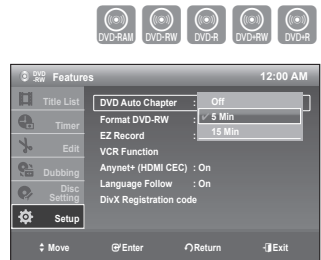 DVD-RAM DVD-RW DVD-R DVD+RW DVD+R
DVD -RW Features 12:00 AM
Title List
Timer
Edit
Dubbing
Disc Setting
Setup
DVD Auto Chapter :
Off
Format DVD-RW :
✓ 5 Min
EZ Record :
15 Min
VCR Function
Anynet+ (HDMI CEC) : On
Language Follow : On
DivX Registration code
Move Enter Return Exit